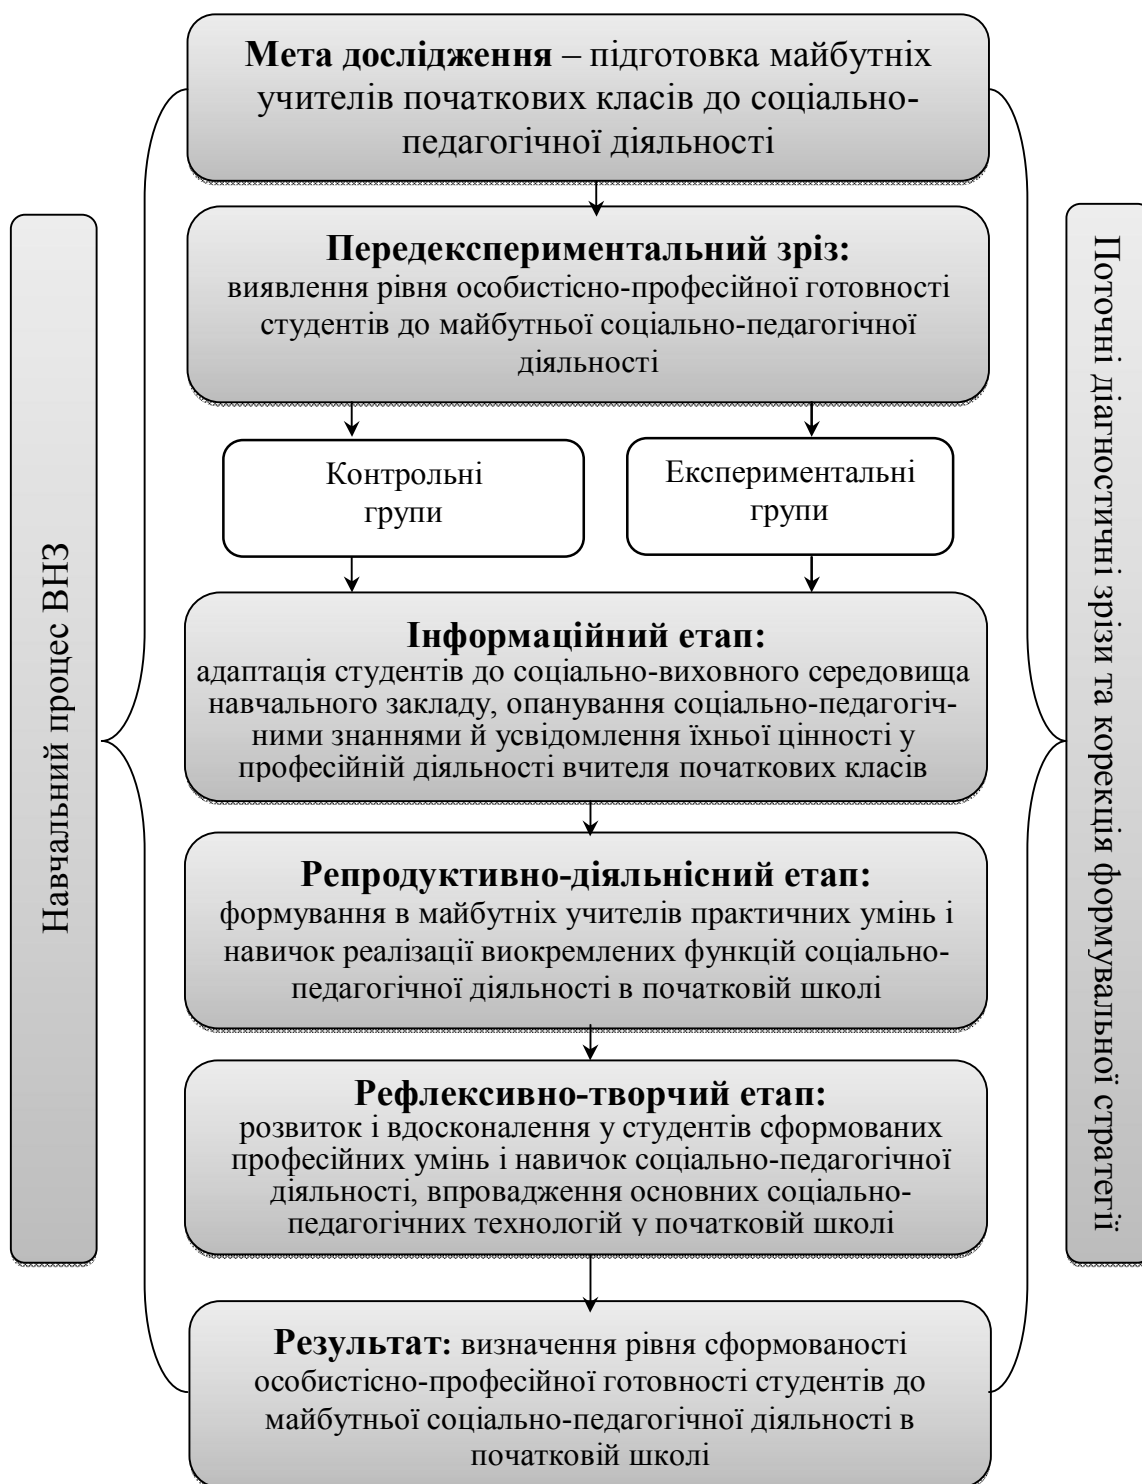 Мета дослідження – підготовка майбутніх
учителів початкових класів до соціально-
педагогічної діяльності
Передекспериментальний зріз:
виявлення рівня особистісно-професійної готовності
студентів до майбутньої соціально-педагогічної
діяльності
Контрольні
групи
Експериментальні
групи
Інформаційний етап:
адаптація студентів до соціально-виховного середовища
навчального закладу, опанування соціально-педагогіч-
ними знаннями й усвідомлення їхньої цінності у
професійній діяльності вчителя початкових класів
Репродуктивно-діяльнісний етап:
формування в майбутніх учителів практичних умінь і
навичок реалізації виокремлених функцій соціально-
педагогічної діяльності в початковій школі
Рефлексивно-творчий етап:
розвиток і вдосконалення у студентів сформованих
професійних умінь і навичок соціально-педагогічної
діяльності, впровадження основних соціально-
педагогічних технологій у початковій школі
Результат: визначення рівня сформованості
особистісно-професійної готовності студентів до
майбутньої соціально-педагогічної діяльності в
початковій школі
Навчальний процес ВНЗ
Поточні діагностичні зрізи та корекція формувальної стратегії